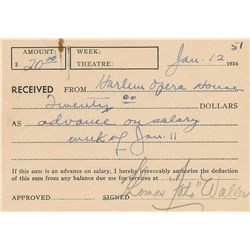 51
AMOUNT: WEEK: Jan. 12 1934
$ 20.00 THEATRE:
RECEIVED FROM Harlem Opera House
Twenty 00 DOLLARS
AS advance on salary
week of Jan. 11
If this sum is an advance on salary, I hereby authorize the deduction of
this sum from any balance due me for services at
APPROVED SIGNED Thomas "Fats" Waller